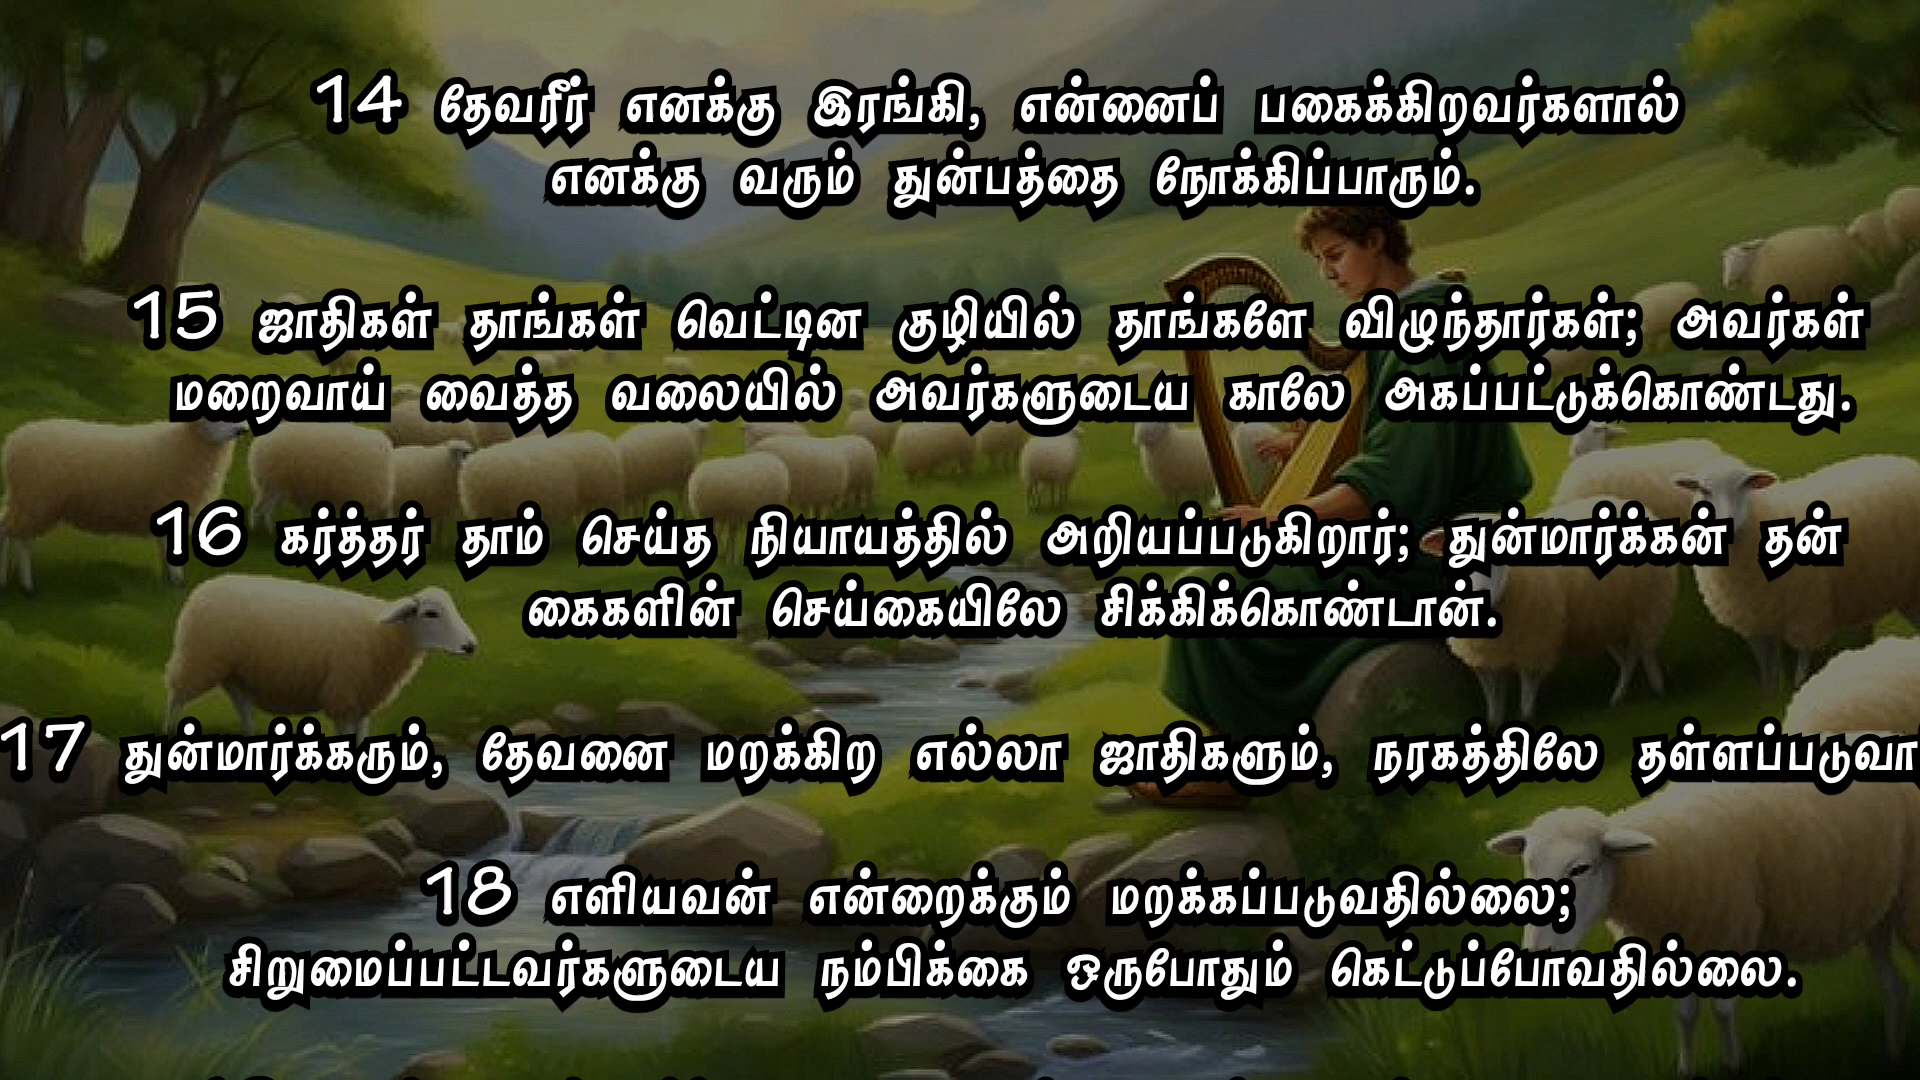 14 தேவரீர் எனக்கு இரங்கி, என்னைப் பகைக்கிறவர்களால்
எனக்கு வரும் துன்பத்தை நோக்கிப்பாரும்.
15 ஜாதிகள் தாங்கள் வெட்டின குழியில் தாங்களே விழுந்தார்கள்; அவர்கள்
மறைவாய் வைத்த வலையில் அவர்களுடைய காலே அகப்பட்டுக்கொண்டது.
16 கர்த்தர் தாம் செய்த நியாயத்தில் அறியப்படுகிறார்; துன்மார்க்கன் தன்
கைகளின் செய்கையிலே சிக்கிக்கொண்டான்.
17 துன்மார்க்கரும், தேவனை மறக்கிற எல்லா ஜாதிகளும், நரகத்திலே தள்ளப்படுவா
18 எளியவன் என்றைக்கும் மறக்கப்படுவதில்லை;
சிறுமைப்பட்டவர்களுடைய நம்பிக்கை ஒருபோதும் கெட்டுப்போவதில்லை.